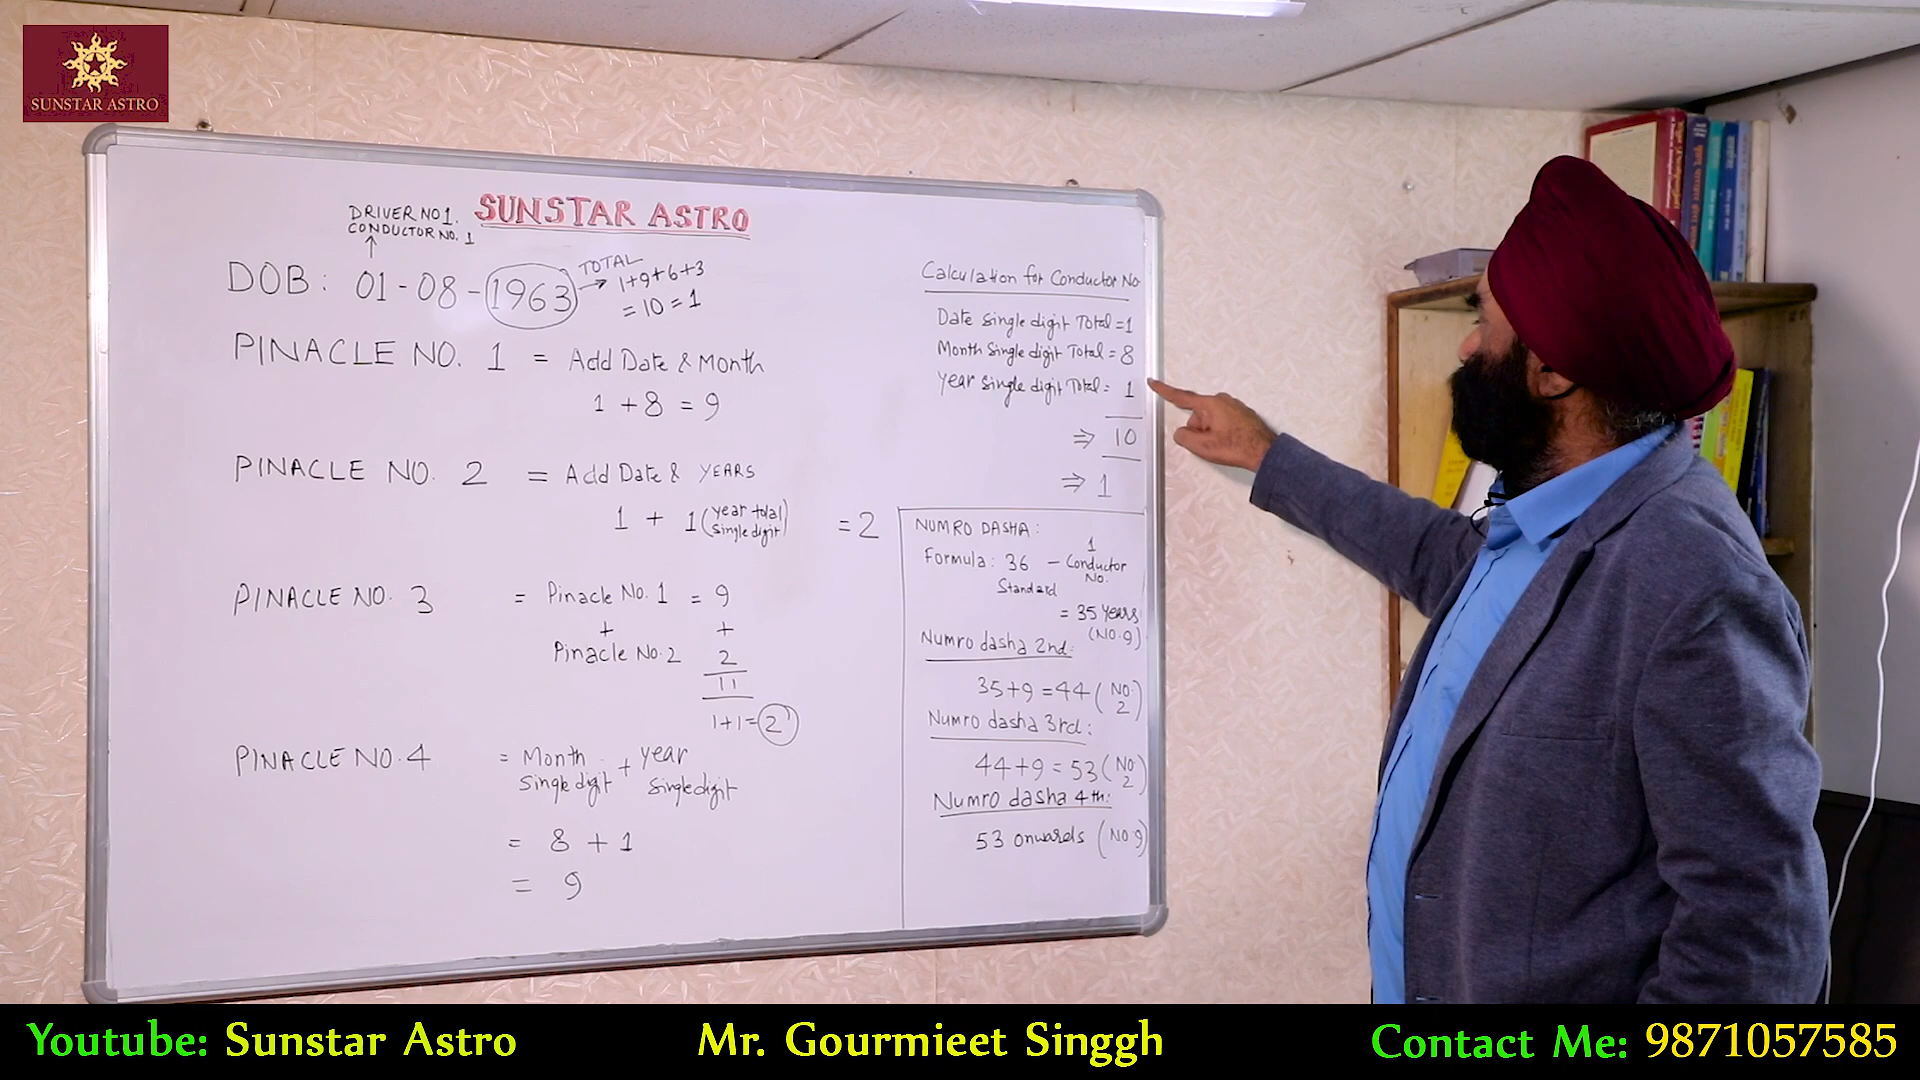 SUNSTAR ASTRO
DRIVER NO 1.
CONDUCTOR NO. 1
SUNSTAR ASTRO
DOB: 01-08-1963
TOTAL
1+9+6+3
= 10 = 1
PINACLE NO. 1 = Add Date & Month
1 + 8 = 9
PINACLE NO. 2 = Add Date & YEARS
1 + 1 (year total single digit) = 2
PINACLE NO. 3 = Pinacle No. 1 = 9
+ +
Pinacle No. 2 2
11
1+1=2
PINACLE NO. 4 = Month single digit + year single digit
= 8 + 1
= 9
Calculation for Conductor No
Date single digit Total = 1
Month Single digit Total = 8
Year single digit Total = 1
⇒ 10
⇒ 1
NUMRO DASHA:
1
Formula: 36 – Conductor
Standard No.
= 35 Years
(NO. 9)
Numro dasha 2nd:
35+9 = 44 (NO. 2)
Numro dasha 3rd:
44+9 = 53 (NO. 2)
Numro dasha 4th:
53 onwards (NO 9)
Youtube: Sunstar Astro
Mr. Gourmieet Singgh
Contact Me: 9871057585